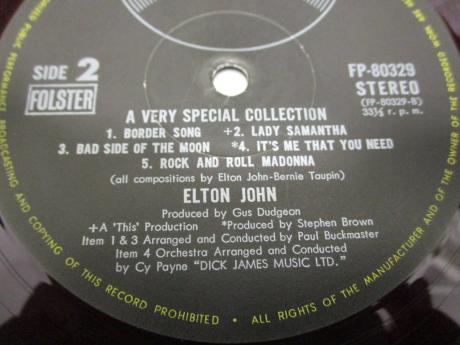 SIDE 2
FOLSTER
FP-80329
STEREO
(FP-80329-B)
33⅓ r. p. m.
A VERY SPECIAL COLLECTION
1. BORDER SONG +2. LADY SAMANTHA
3. BAD SIDE OF THE MOON *4. IT'S ME THAT YOU NEED
5. ROCK AND ROLL MADONNA
(all compositions by Elton John-Bernie Taupin)
ELTON JOHN
Produced by Gus Dudgeon
+A 'This' Production *Produced by Stephen Brown
Item 1 & 3 Arranged and Conducted by Paul Buckmaster
Item 4 Orchestra Arranged and Conducted
by Cy Payne "DICK JAMES MUSIC LTD."
PUBLIC PERFORMANCE BROADCASTING AND COPYING OF THIS RECORD PROHIBITED • ALL RIGHTS OF THE MANUFACTURER AND OF THE OWNER OF THE RECORDED WORK